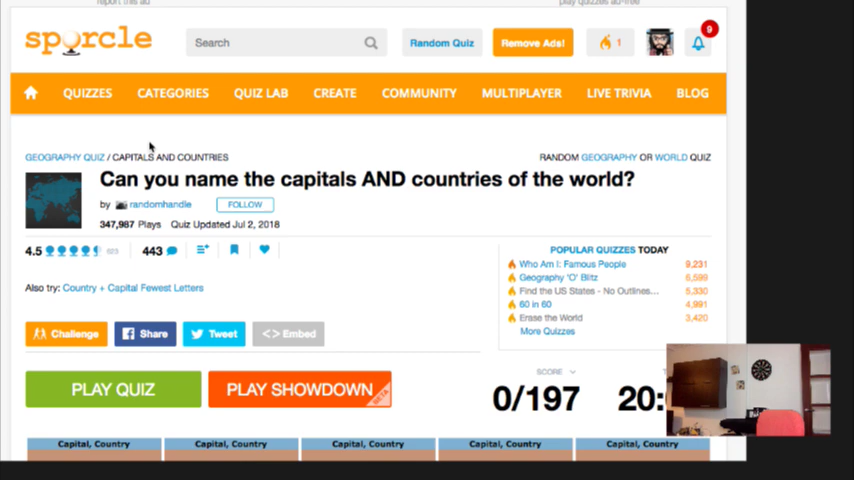 report this ad
play quizzes ad-free
sporcle
Search
Random Quiz
Remove Ads!
1
9
QUIZZES
CATEGORIES
QUIZ LAB
CREATE
COMMUNITY
MULTIPLAYER
LIVE TRIVIA
BLOG
GEOGRAPHY QUIZ / CAPITALS AND COUNTRIES
RANDOM GEOGRAPHY OR WORLD QUIZ
Can you name the capitals AND countries of the world?
by randomhandle
FOLLOW
347,987 Plays Quiz Updated Jul 2, 2018
4.5
623
443
POPULAR QUIZZES TODAY
Who Am I: Famous People 9,231
Geography 'O' Blitz 6,599
Find the US States - No Outlines... 5,330
60 in 60 4,991
Erase the World 3,420
More Quizzes
Also try: Country + Capital Fewest Letters
Challenge
Share
Tweet
<> Embed
PLAY QUIZ
PLAY SHOWDOWN
BETA
SCORE
0/197
20:
Capital, Country
Capital, Country
Capital, Country
Capital, Country
Capital, Country